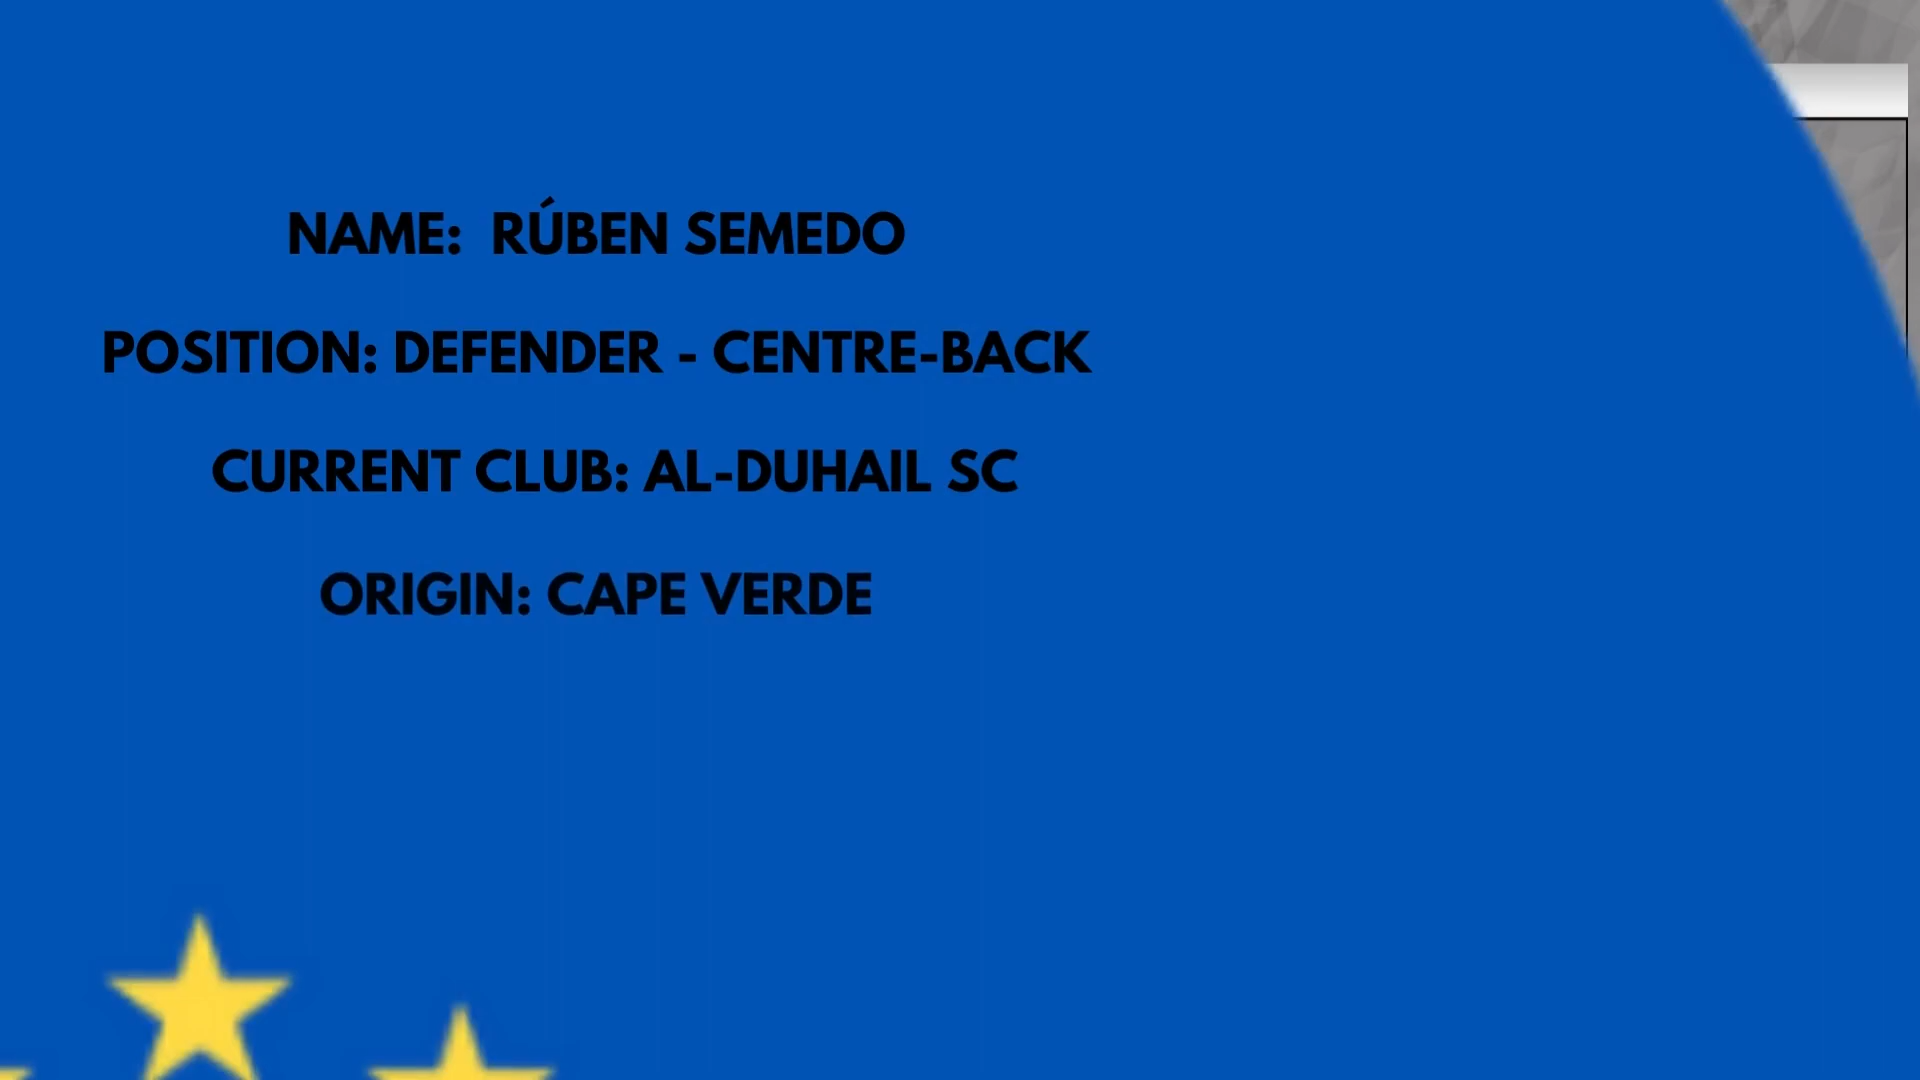 NAME: RÚBEN SEMEDO
POSITION: DEFENDER - CENTRE-BACK
CURRENT CLUB: AL-DUHAIL SC
ORIGIN: CAPE VERDE